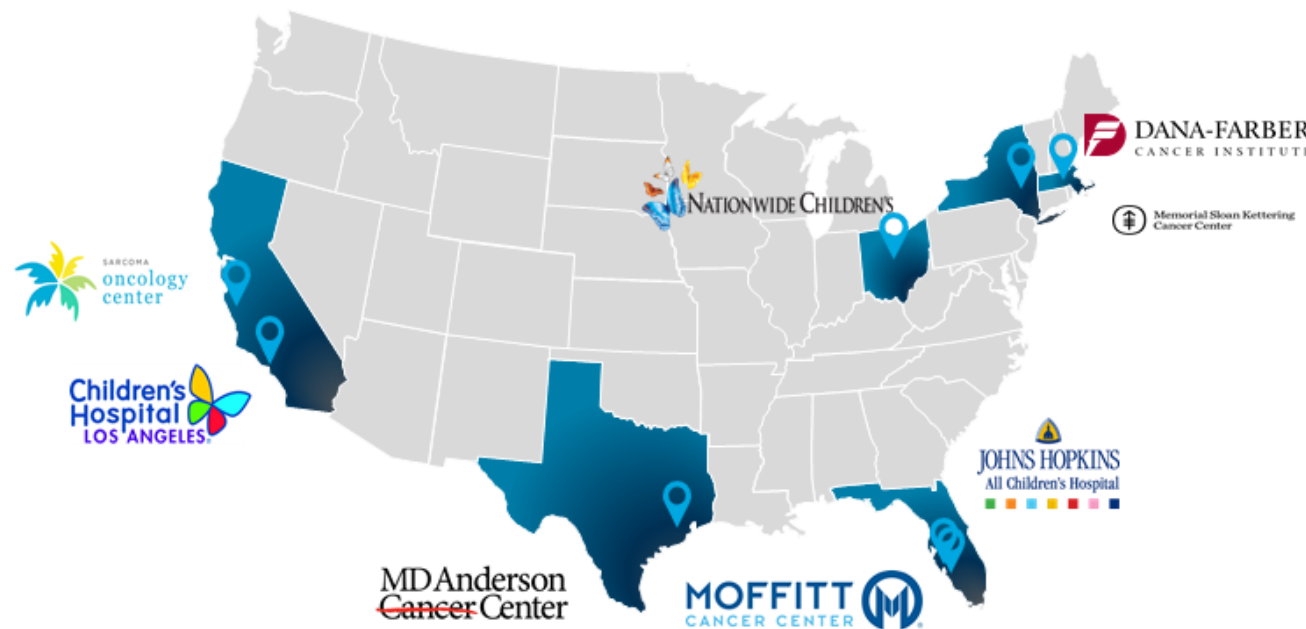 DANA-FARBER
CANCER INSTITUTE
NATIONWIDE CHILDREN'S
Memorial Sloan Kettering
Cancer Center
SARCOMA
oncology
center
Children's
Hospital
LOS ANGELES
JOHNS HOPKINS
All Children's Hospital
MD Anderson
Cancer Center
MOFFITT
CANCER CENTER